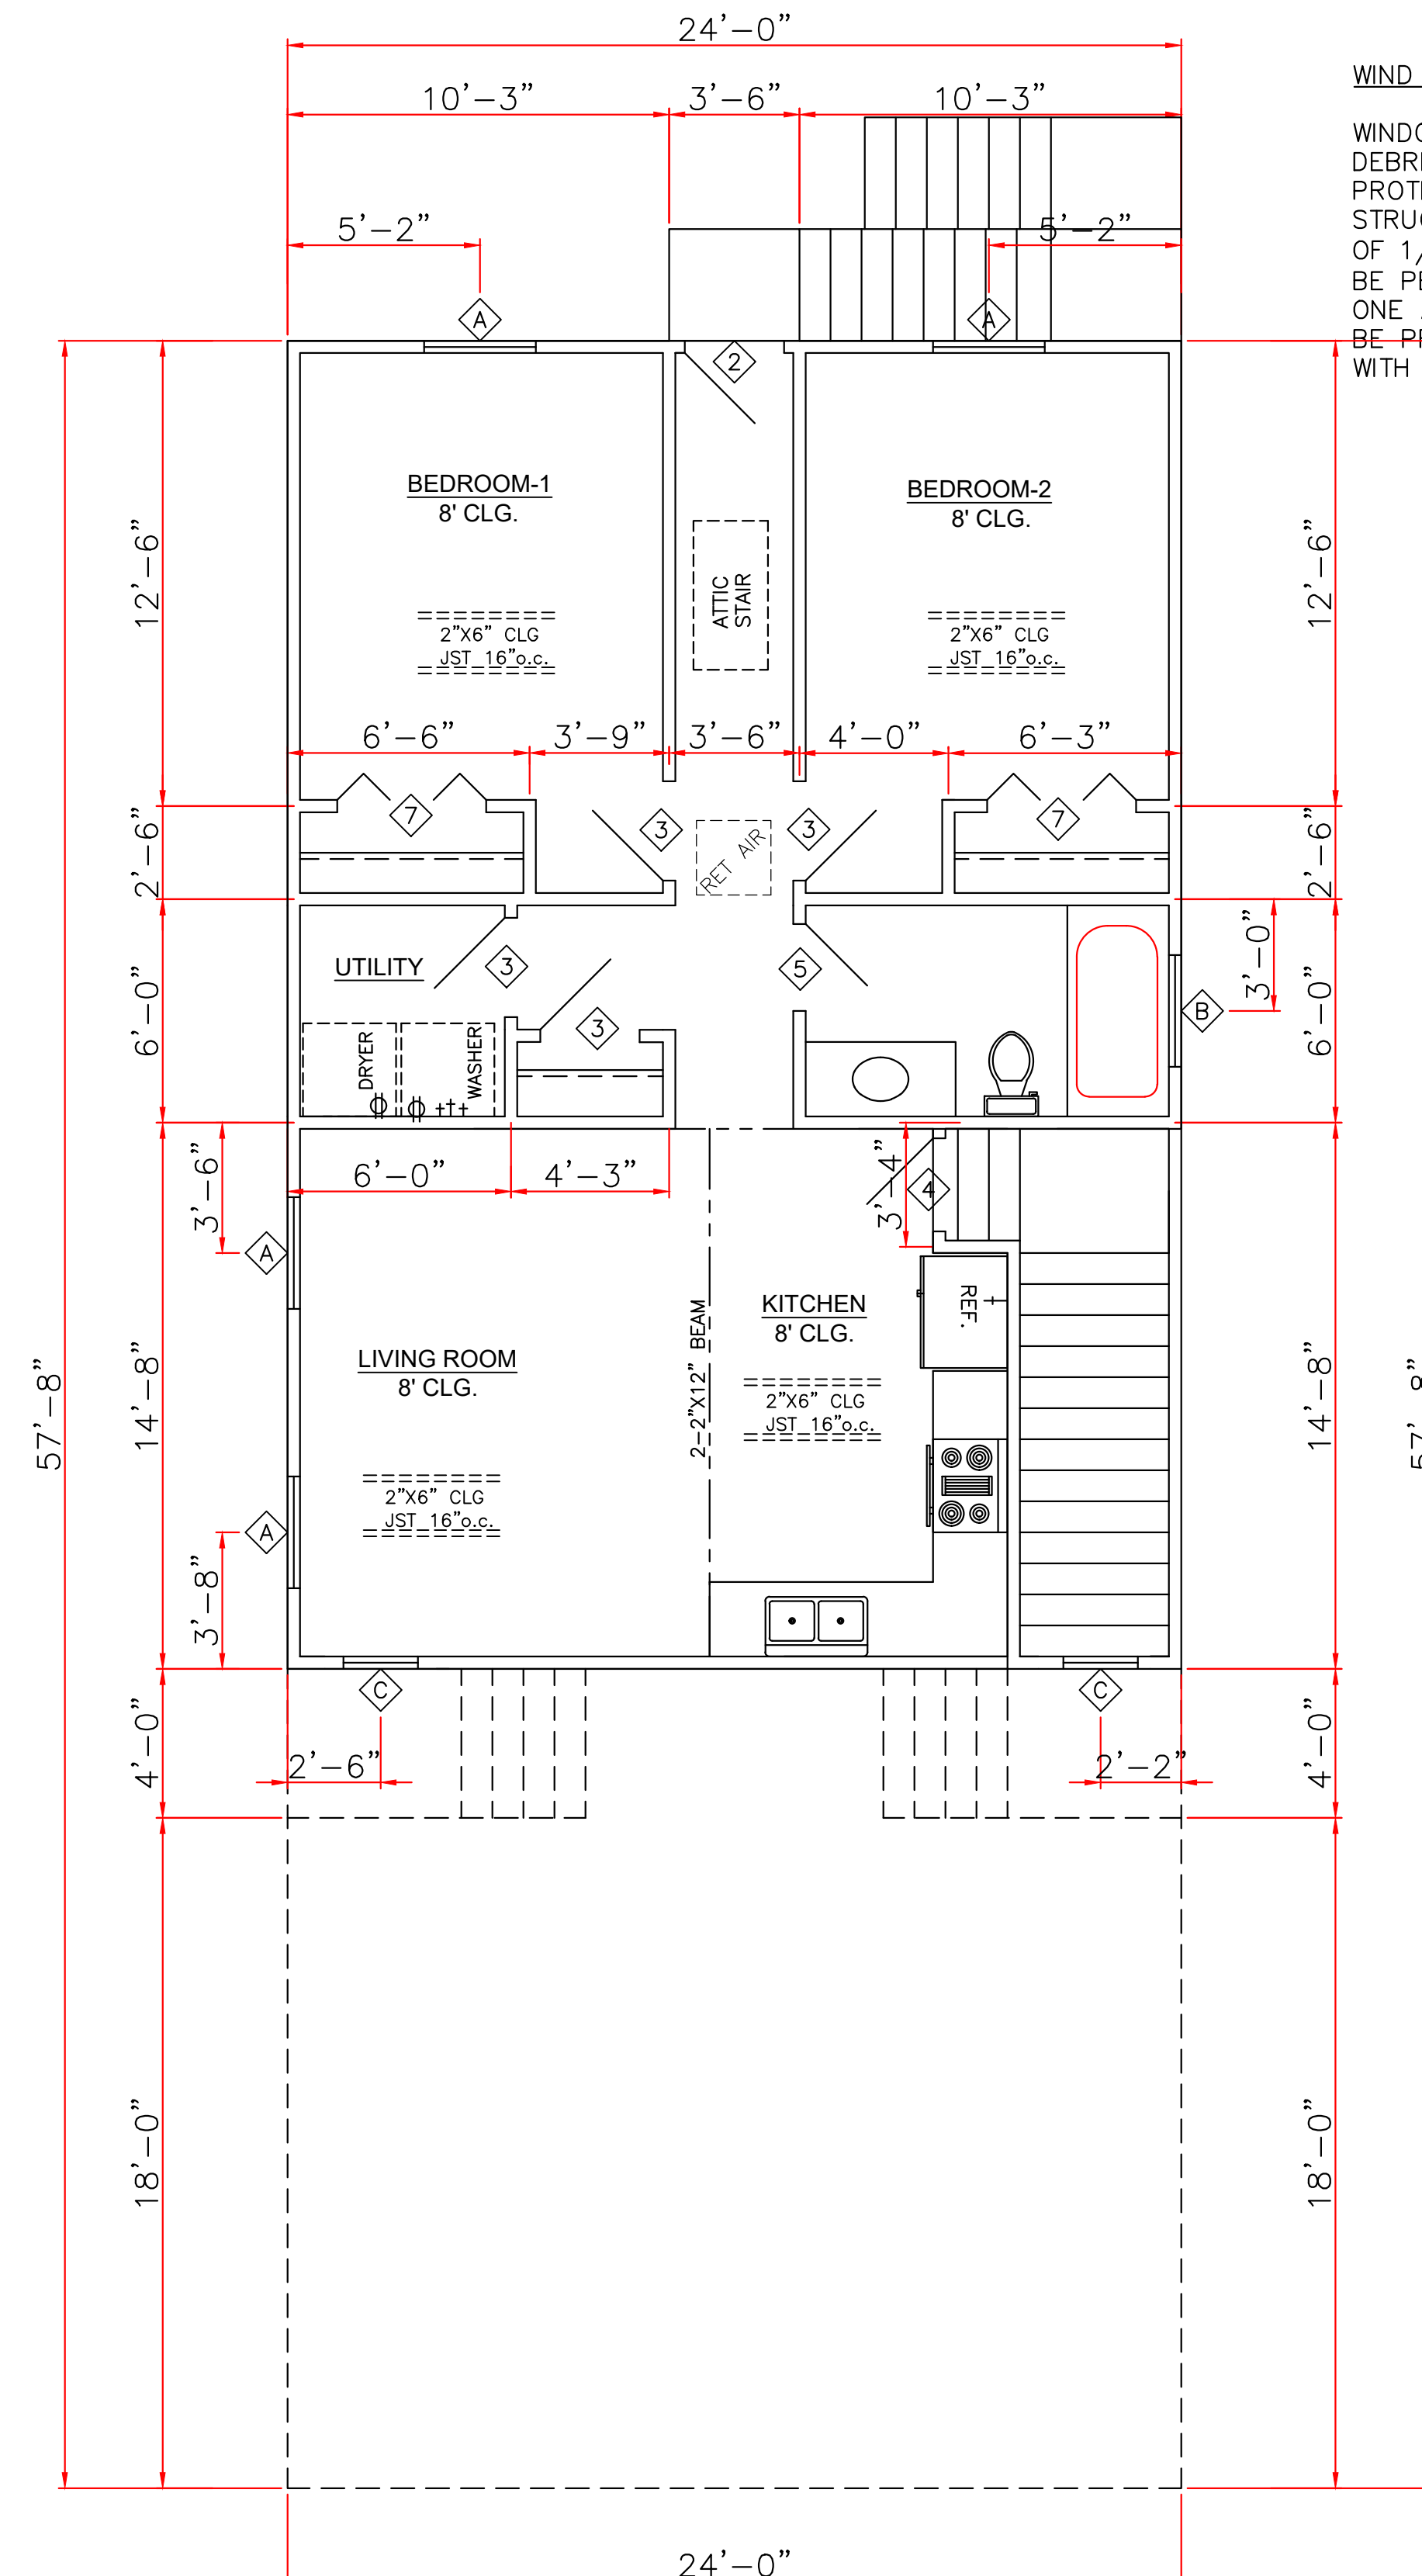 24'-0"
10'-3" 3'-6" 10'-3"
WIND
WINDO
DEBRI
PROTE
STRUC
OF 1/
BE PE
ONE
BE PR
WITH
5'-2" 5'-2"
A A
2
BEDROOM-1
8' CLG.
BEDROOM-2
8' CLG.
12'-6" 12'-6"
ATTIC
STAIR
2"X6" CLG
JST 16"o.c.
2"X6" CLG
JST 16"o.c.
6'-6" 3'-9" 3'-6" 4'-0" 6'-3"
7 3 3 7
2'-6" 2'-6"
RET AIR
UTILITY
3 5
3'-0"
B
6'-0" 6'-0"
3
DRYER
WASHER
3'-6"
6'-0" 4'-3"
3'-4"
4
A
REF.
KITCHEN
8' CLG.
LIVING ROOM
8' CLG.
2-2"X12" BEAM
57'-8" 14'-8" 14'-8" 57'-8"
2"X6" CLG
JST 16"o.c.
2"X6" CLG
JST 16"o.c.
A
3'-8"
C C
4'-0" 4'-0"
2'-6" 2'-2"
18'-0" 18'-0"
24'-0"